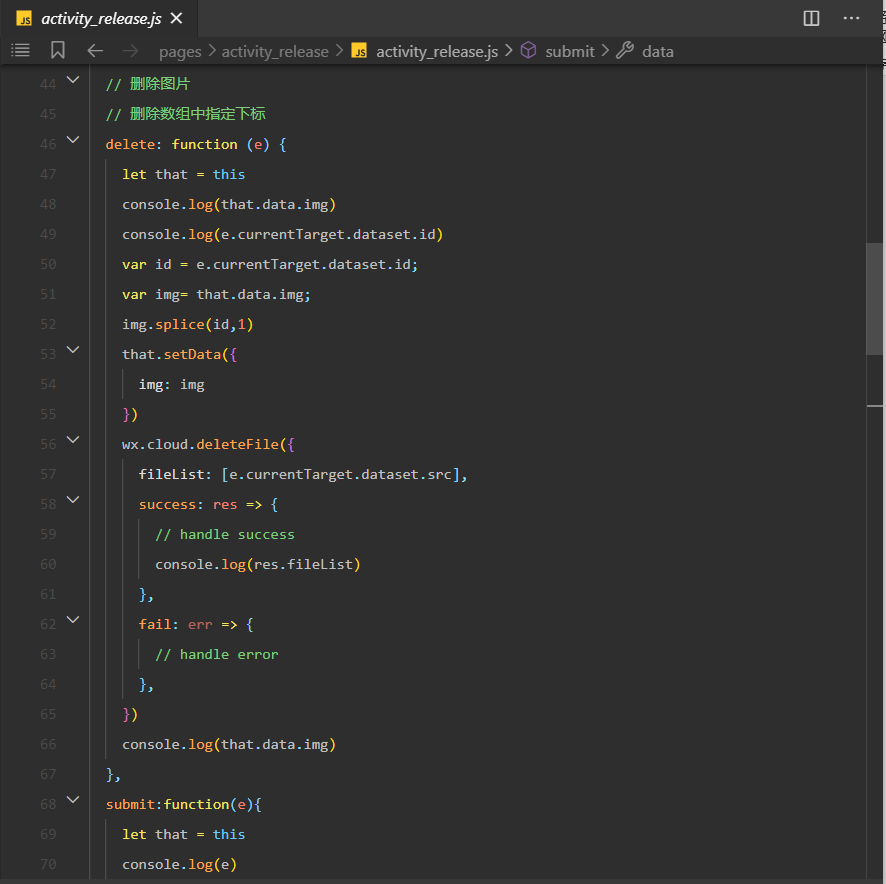 JS activity_release.js
pages > activity_release > JS activity_release.js > submit > data
44 // 删除图片
45 // 删除数组中指定下标
46 delete: function (e) {
47 let that = this
48 console.log(that.data.img)
49 console.log(e.currentTarget.dataset.id)
50 var id = e.currentTarget.dataset.id;
51 var img= that.data.img;
52 img.splice(id,1)
53 that.setData({
54 img: img
55 })
56 wx.cloud.deleteFile({
57 fileList: [e.currentTarget.dataset.src],
58 success: res => {
59 // handle success
60 console.log(res.fileList)
61 },
62 fail: err => {
63 // handle error
64 },
65 })
66 console.log(that.data.img)
67 },
68 submit:function(e){
69 let that = this
70 console.log(e)